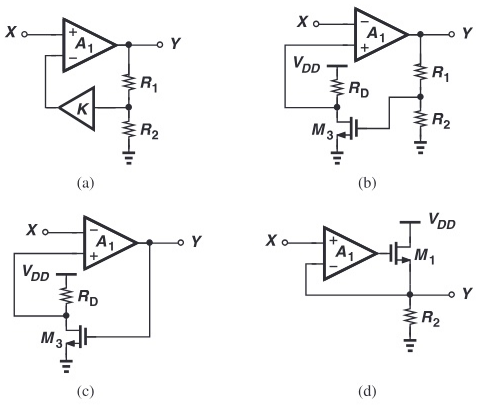 X
+
A1
−
Y
R1
K
R2
(a)
X
−
A1
+
Y
VDD
RD
R1
M3
R2
(b)
X
−
A1
+
Y
VDD
RD
M3
(c)
X
+
A1
−
VDD
M1
Y
R2
(d)